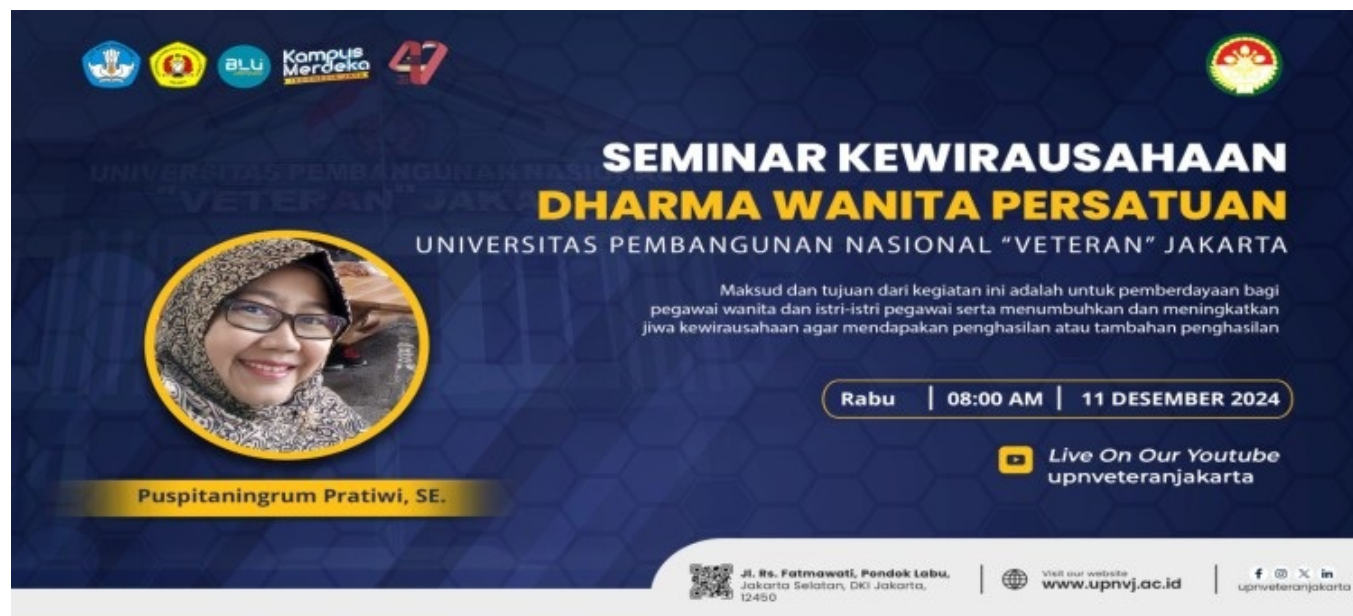 BLU
Kampus
Merdeka
INDONESIA JAYA
47
SEMINAR KEWIRAUSAHAAN
DHARMA WANITA PERSATUAN
UNIVERSITAS PEMBANGUNAN NASIONAL "VETERAN" JAKARTA
UNIVERSITAS PEMBANGUNAN NASIONAL
"VETERAN" JAKARTA
Maksud dan tujuan dari kegiatan ini adalah untuk pemberdayaan bagi
pegawai wanita dan istri-istri pegawai serta menumbuhkan dan meningkatkan
jiwa kewirausahaan agar mendapakan penghasilan atau tambahan penghasilan
Rabu | 08:00 AM | 11 DESEMBER 2024
Live On Our Youtube
upnveteranjakarta
Puspitaningrum Pratiwi, SE.
Jl. Rs. Fatmawati, Pondok Labu,
Jakarta Selatan, DKI Jakarta,
12450
Visit our website
www.upnvj.ac.id
upnveteranjakarta